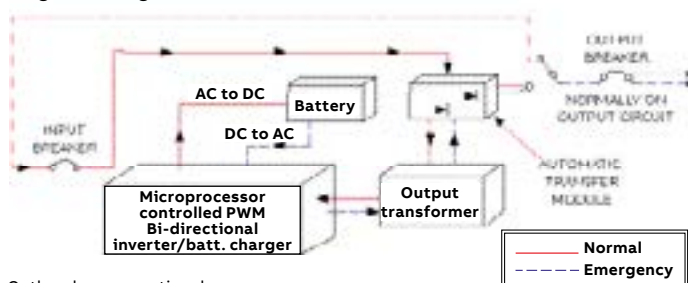 OUTPUT
BREAKER
AC to DC
Battery
NORMALLY ON
OUTPUT CIRCUIT
INPUT
BREAKER
DC to AC
AUTOMATIC
TRANSFER
MODULE
Microprocessor
controlled PWM
Bi-directional
inverter/batt. charger
Output
transformer
Normal
Emergency